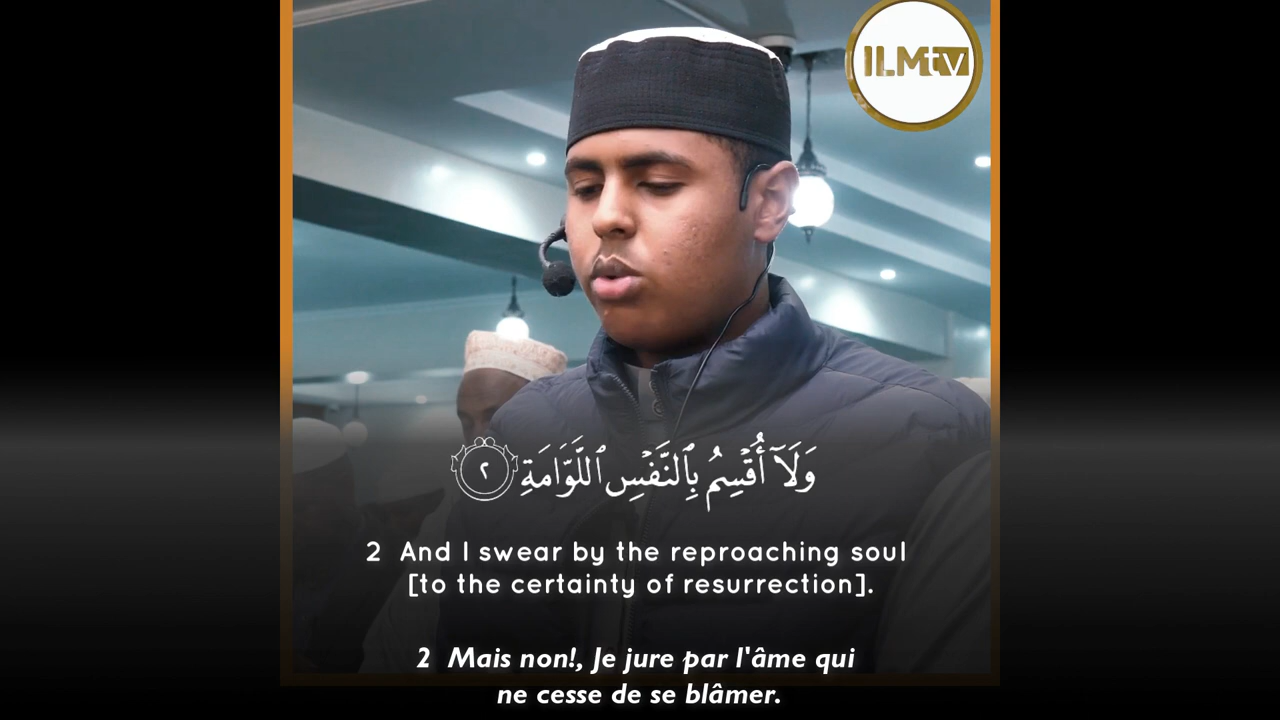 ILMtv
وَلَآ أُقْسِمُ بِٱلنَّفْسِ ٱللَّوَّامَةِ ٢
2 And I swear by the reproaching soul
[to the certainty of resurrection].
2 Mais non!, Je jure par l'âme qui
ne cesse de se blâmer.